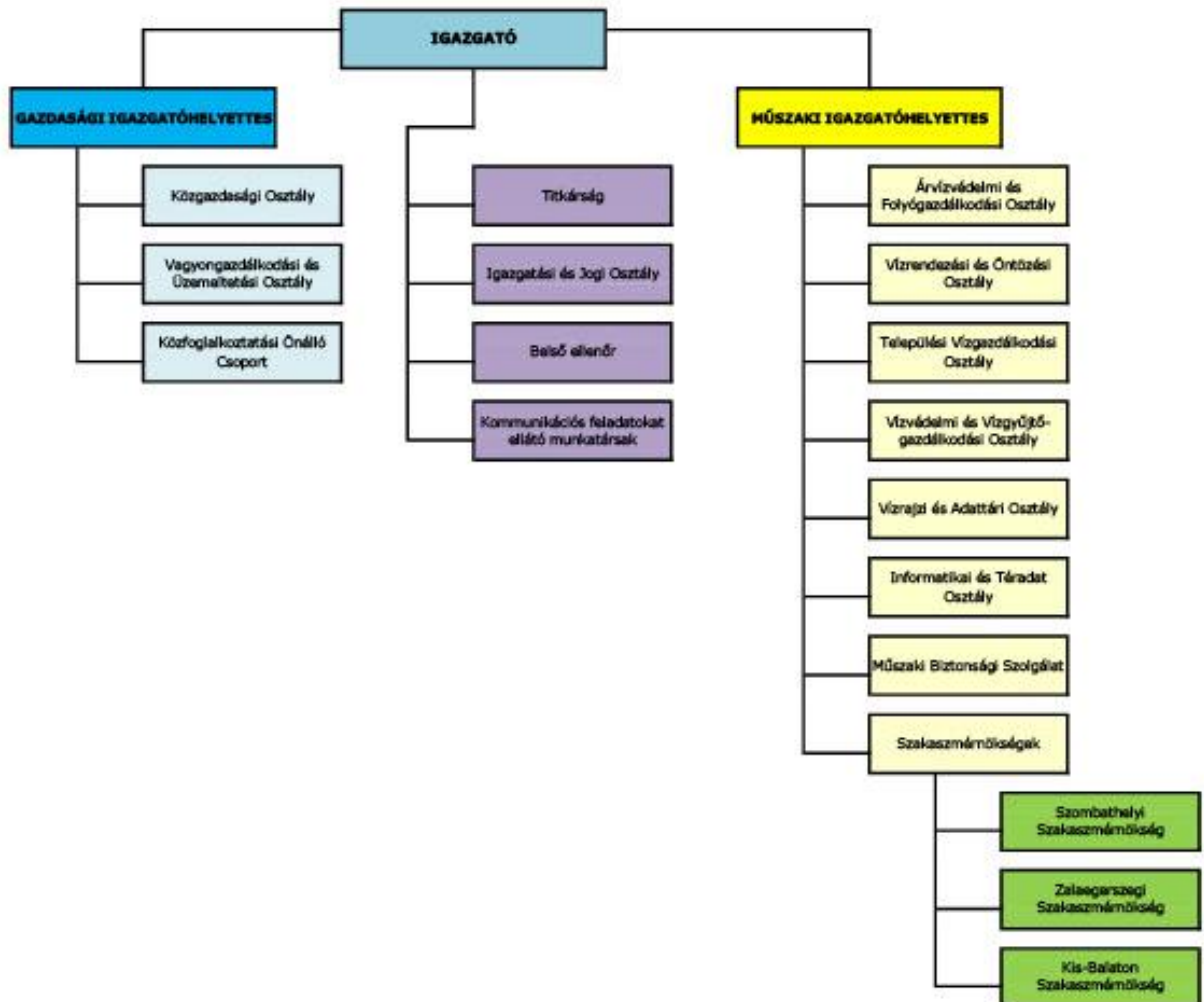 IGAZGATÓ
GAZDASÁGI IGAZGATÓHELYETTES
Közgazdasági Osztály
Vagyongazdálkodási és
Üzemeltetési Osztály
Közfoglalkoztatási Önálló
Csoport
Titkárság
Igazgatási és Jogi Osztály
Belső ellenőr
Kommunikációs feladatokat
ellátó munkatársak
MŰSZAKI IGAZGATÓHELYETTES
Árvízvédelmi és
Folyógazdálkodási Osztály
Vízrendezési és Öntözési
Osztály
Települési Vízgazdálkodási
Osztály
Vízvédelmi és Vízgyűjtő-
gazdálkodási Osztály
Vízrajzi és Adattári Osztály
Informatikai és Téradat
Osztály
Műszaki Biztonsági Szolgálat
Szakaszmérnökségek
Szombathelyi
Szakaszmérnökség
Zalaegerszegi
Szakaszmérnökség
Kis-Balaton
Szakaszmérnökség